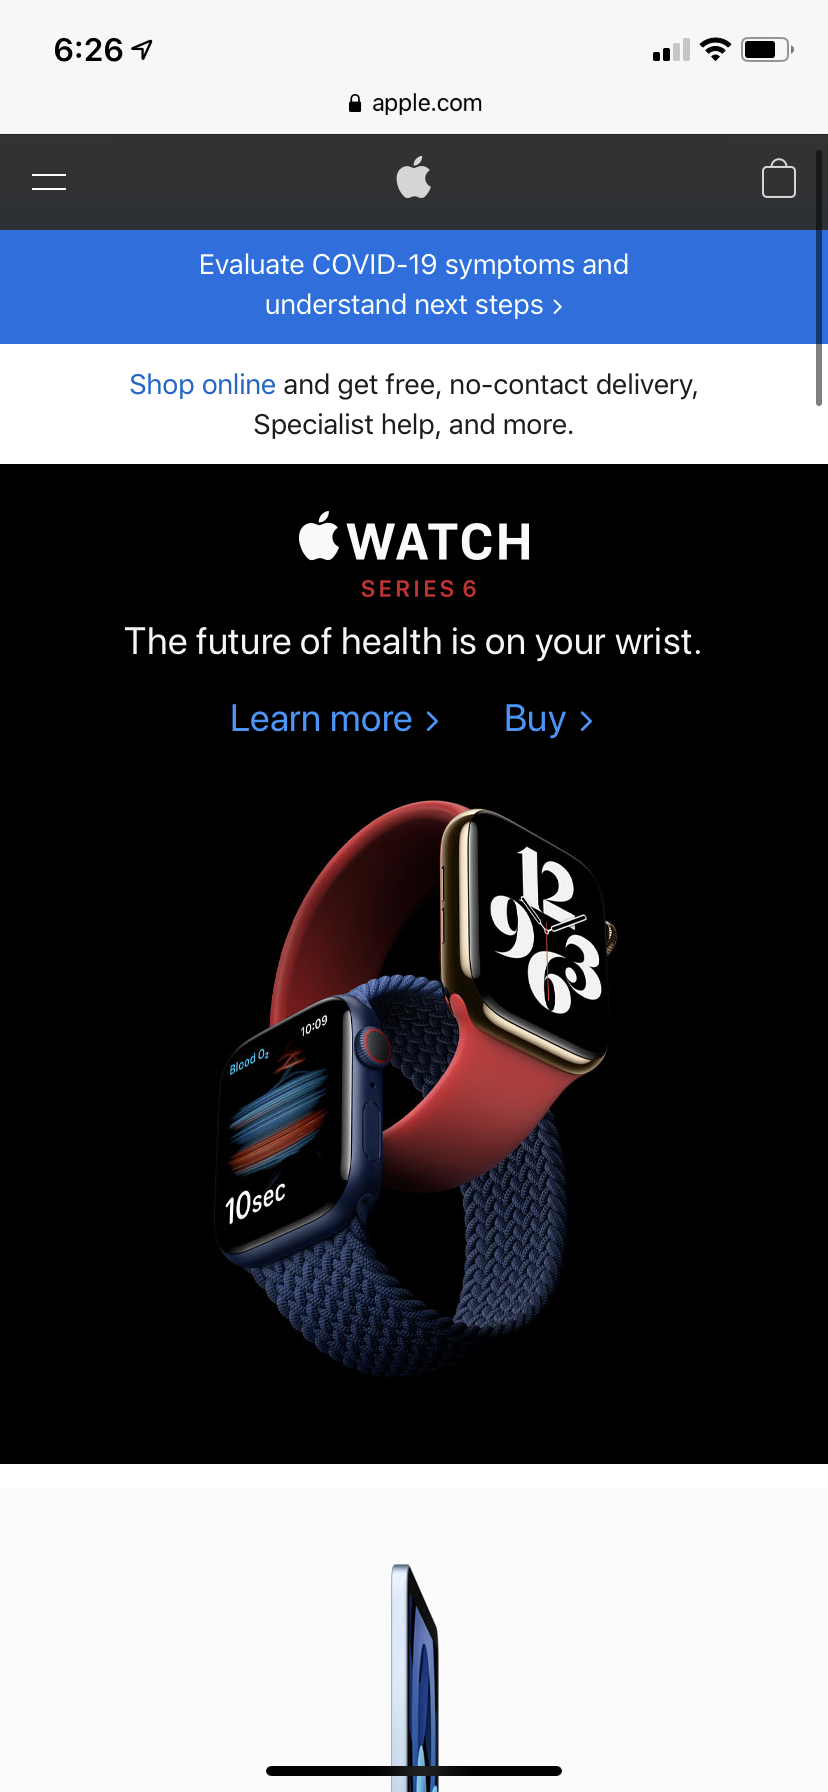 6:26
apple.com
Evaluate COVID-19 symptoms and
understand next steps >
Shop online and get free, no-contact delivery,
Specialist help, and more.
WATCH
SERIES 6
The future of health is on your wrist.
Learn more > Buy >
12
9 3
6
10:09
Blood O₂
10sec